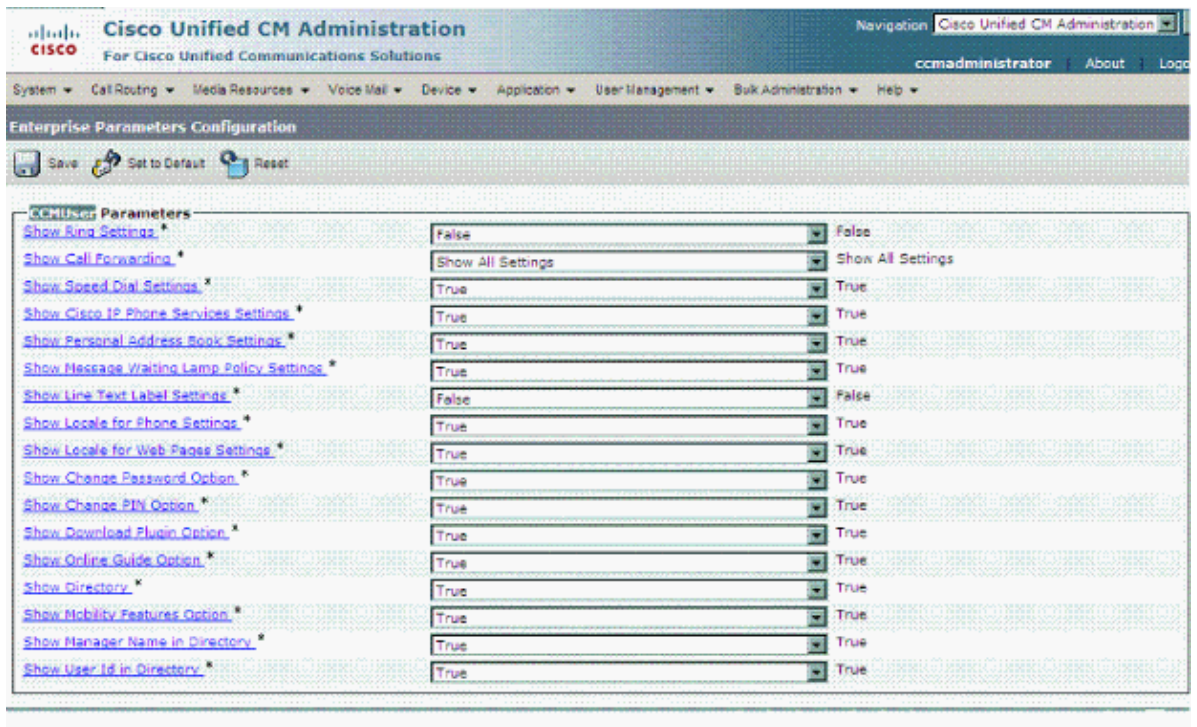 Cisco Unified CM Administration
For Cisco Unified Communications Solutions
CISCO
Navigation Cisco Unified CM Administration
ccmadministrator About Logo
System Call Routing Media Resources Voice Mail Device Application User Management Bulk Administration Help
Enterprise Parameters Configuration
Save Set to Default Reset
CCMUser Parameters
Show Ring Settings * False False
Show Call Forwarding * Show All Settings Show All Settings
Show Speed Dial Settings * True True
Show Cisco IP Phone Services Settings * True True
Show Personal Address Book Settings * True True
Show Message Waiting Lamp Policy Settings * True True
Show Line Text Label Settings * False False
Show Locale for Phone Settings * True True
Show Locale for Web Pages Settings * True True
Show Change Password Option * True True
Show Change PIN Option * True True
Show Download Plugin Option * True True
Show Online Guide Option * True True
Show Directory * True True
Show Mobility Features Option * True True
Show Manager Name in Directory * True True
Show User Id in Directory * True True